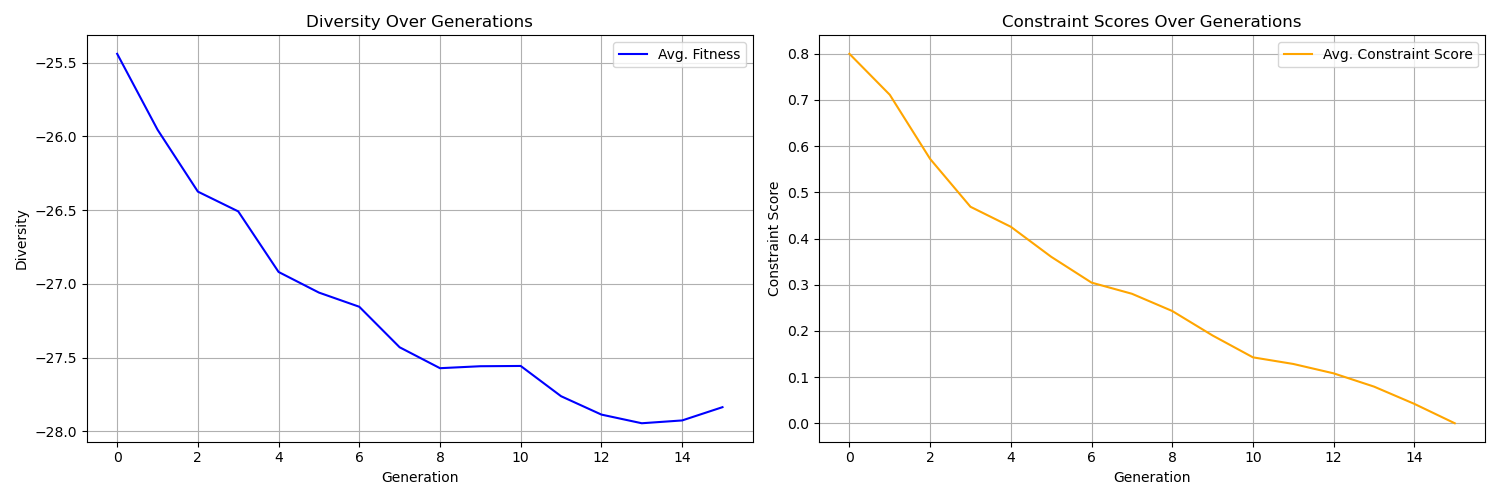 Diversity Over Generations
Avg. Fitness
Diversity
−25.5
−26.0
−26.5
−27.0
−27.5
−28.0
0 2 4 6 8 10 12 14
Generation
Constraint Scores Over Generations
Avg. Constraint Score
Constraint Score
0.8
0.7
0.6
0.5
0.4
0.3
0.2
0.1
0.0
0 2 4 6 8 10 12 14
Generation